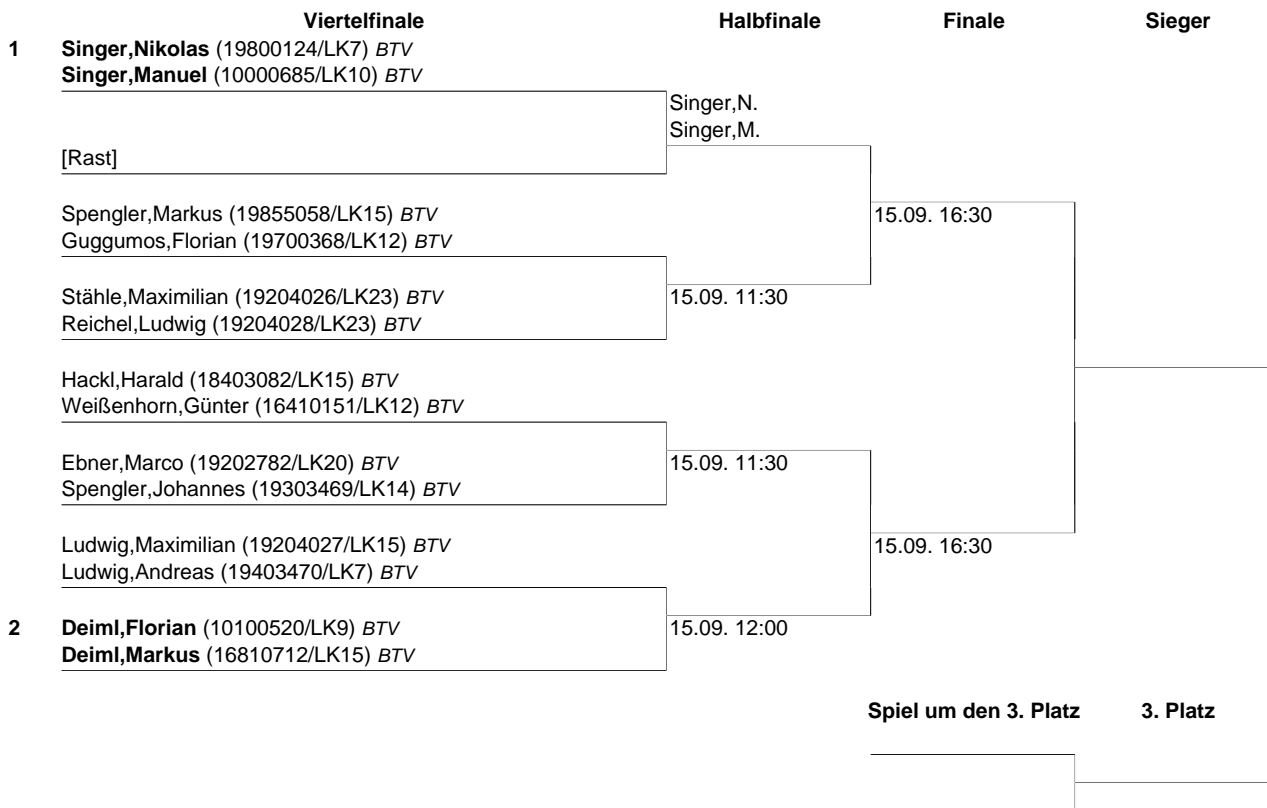 Viertelfinale Halbfinale Finale Sieger
1 Singer,Nikolas (19800124/LK7) BTV
Singer,Manuel (10000685/LK10) BTV
Singer,N.
Singer,M.
[Rast]
Spengler,Markus (19855058/LK15) BTV 15.09. 16:30
Guggumos,Florian (19700368/LK12) BTV
Stähle,Maximilian (19204026/LK23) BTV 15.09. 11:30
Reichel,Ludwig (19204028/LK23) BTV
Hackl,Harald (18403082/LK15) BTV
Weißenhorn,Günter (16410151/LK12) BTV
Ebner,Marco (19202782/LK20) BTV 15.09. 11:30
Spengler,Johannes (19303469/LK14) BTV
Ludwig,Maximilian (19204027/LK15) BTV 15.09. 16:30
Ludwig,Andreas (19403470/LK7) BTV
2 Deiml,Florian (10100520/LK9) BTV 15.09. 12:00
Deiml,Markus (16810712/LK15) BTV
Spiel um den 3. Platz 3. Platz